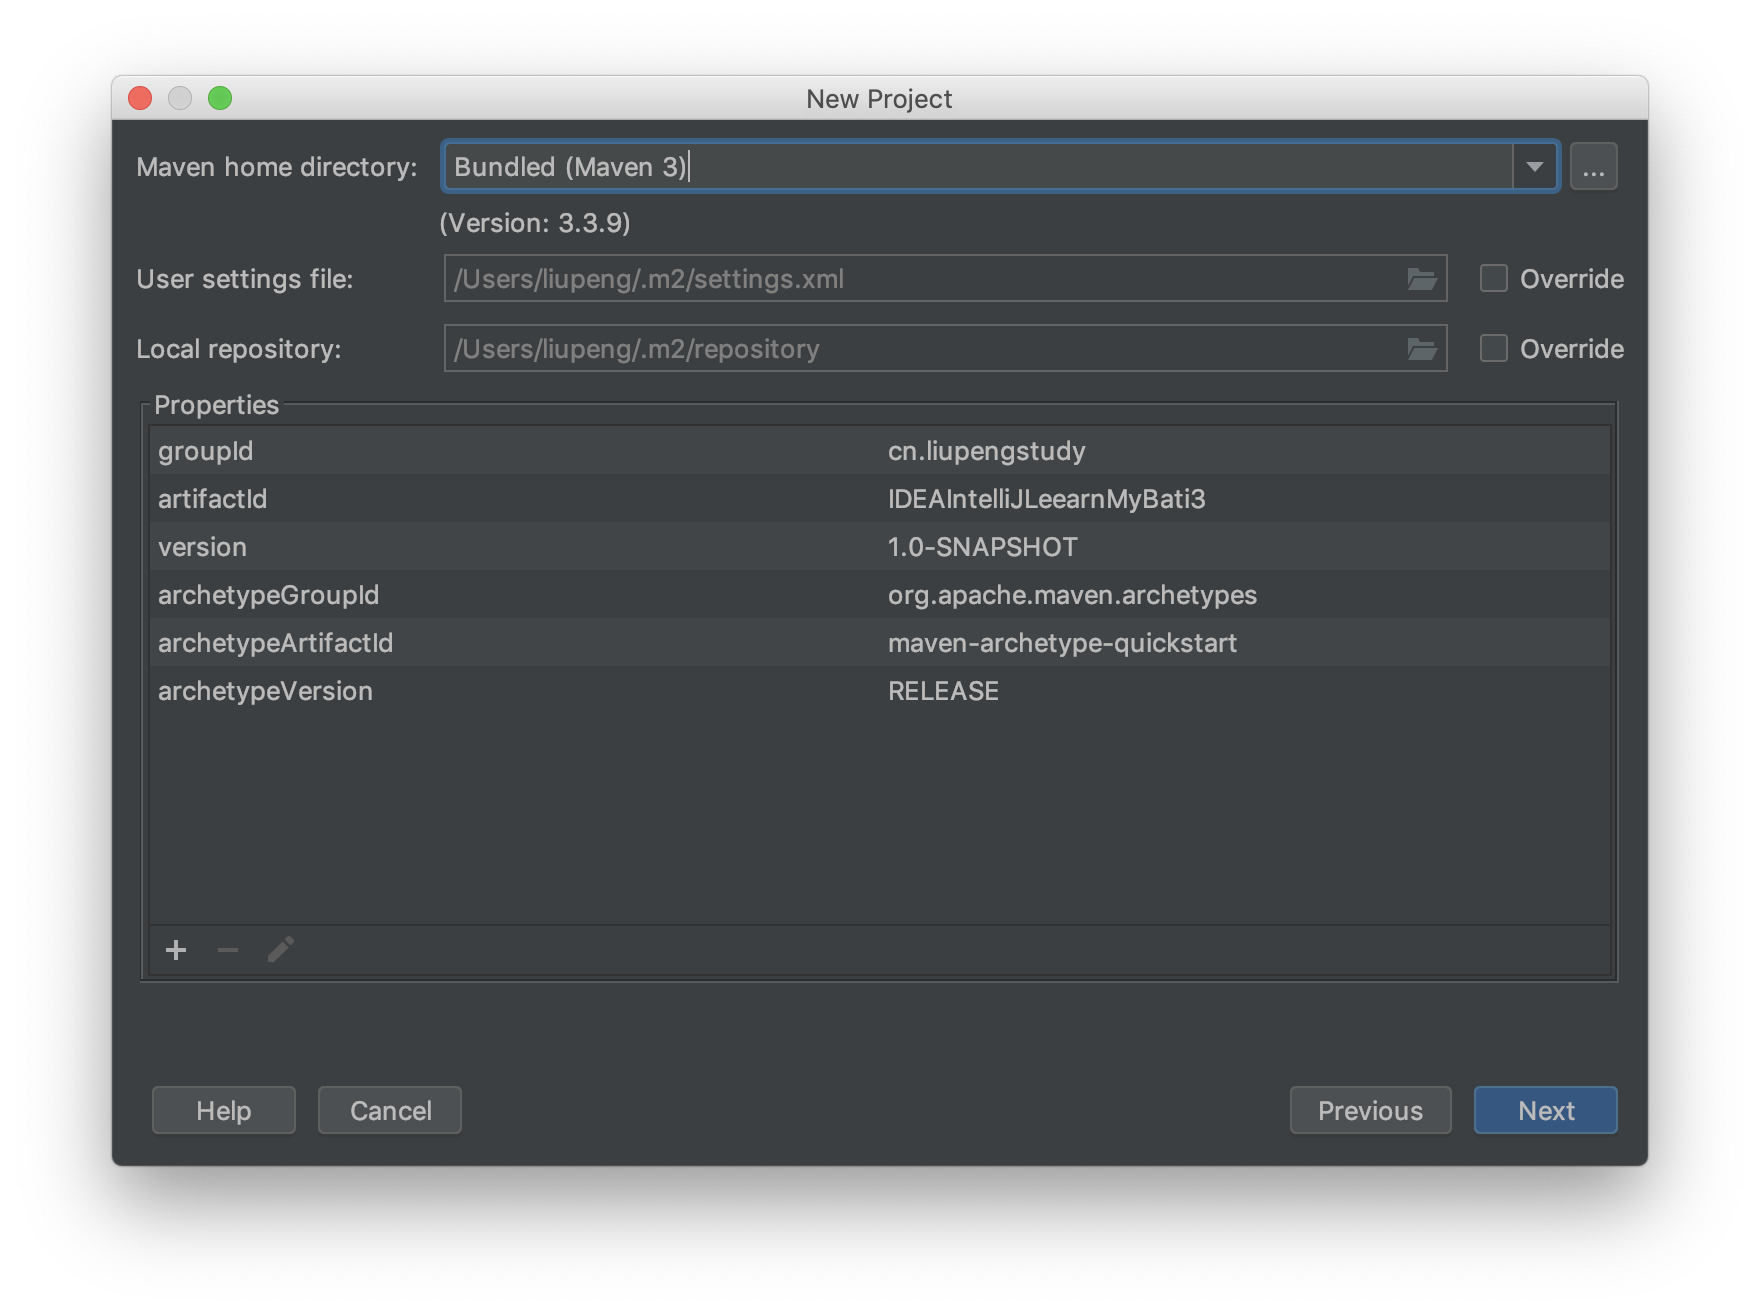 New Project
Maven home directory: Bundled (Maven 3) ...
(Version: 3.3.9)
User settings file: /Users/liupeng/.m2/settings.xml Override
Local repository: /Users/liupeng/.m2/repository Override
Properties
groupId cn.liupengstudy
artifactId IDEAIntelliJLeearnMyBati3
version 1.0-SNAPSHOT
archetypeGroupId org.apache.maven.archetypes
archetypeArtifactId maven-archetype-quickstart
archetypeVersion RELEASE
Help Cancel Previous Next